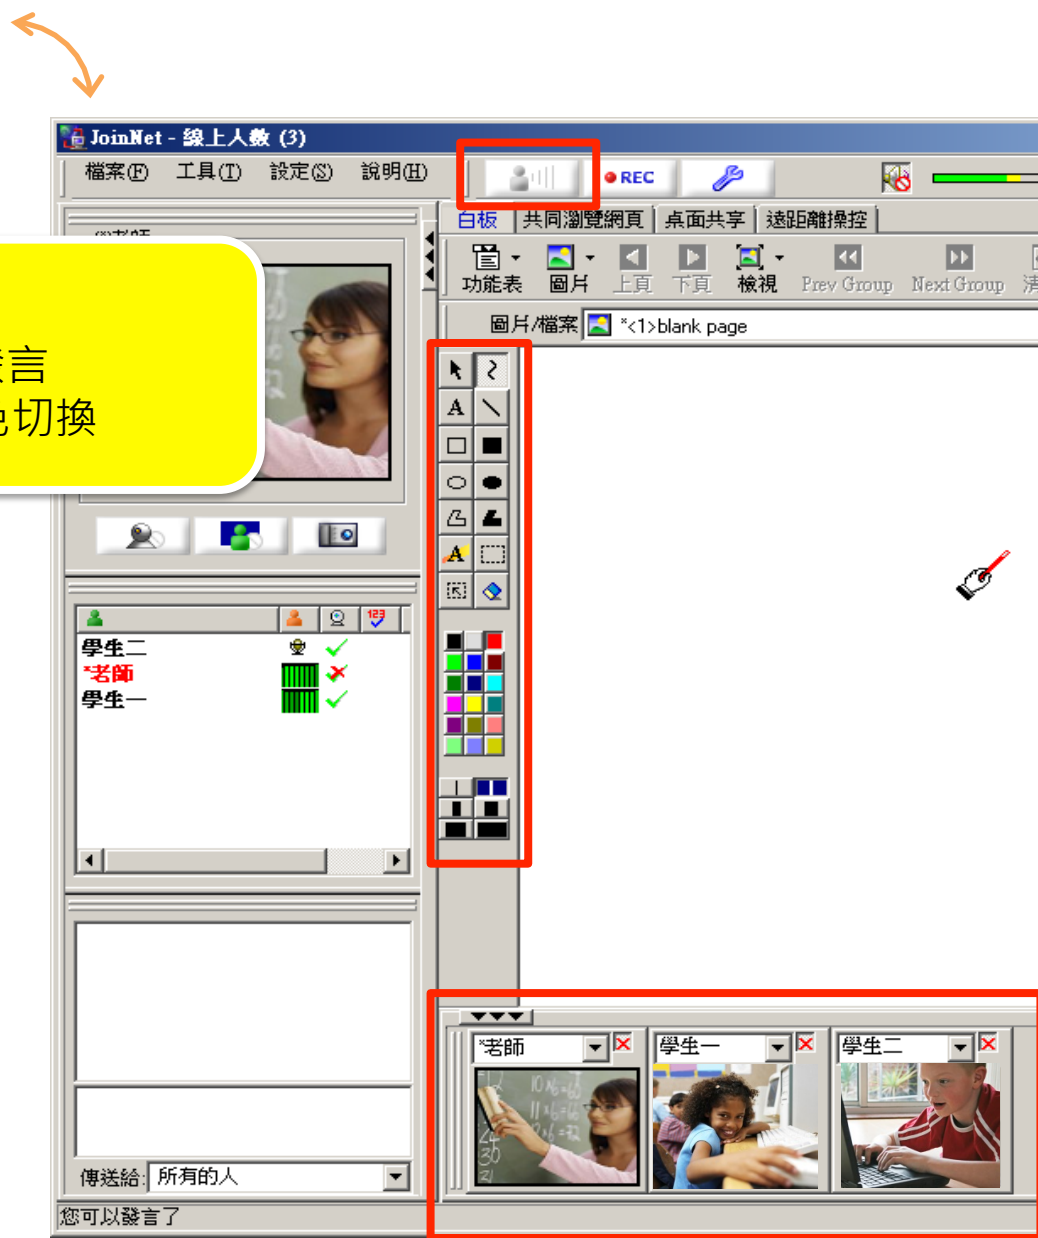 JoinNet - 線上人數 (3)
檔案(F) 工具(T) 設定(S) 說明(H)
REC
白板 共同瀏覽網頁 桌面共享 遠距離操控
功能表 圖片 上頁 下頁 檢視 Prev Group Next Group 清
圖片/檔案 *<1>blank page
言
切換
A
A
123
學生二
*老師
學生一
*老師 學生一 學生二
傳送給: 所有的人
您可以發言了